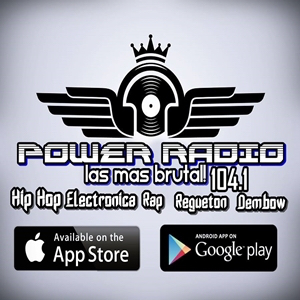 POWER RADIO
las mas brutal! 104.1
Hip Hop Electronica Rap Regueton Dembow
Available on the
App Store
ANDROID APP ON
Google play